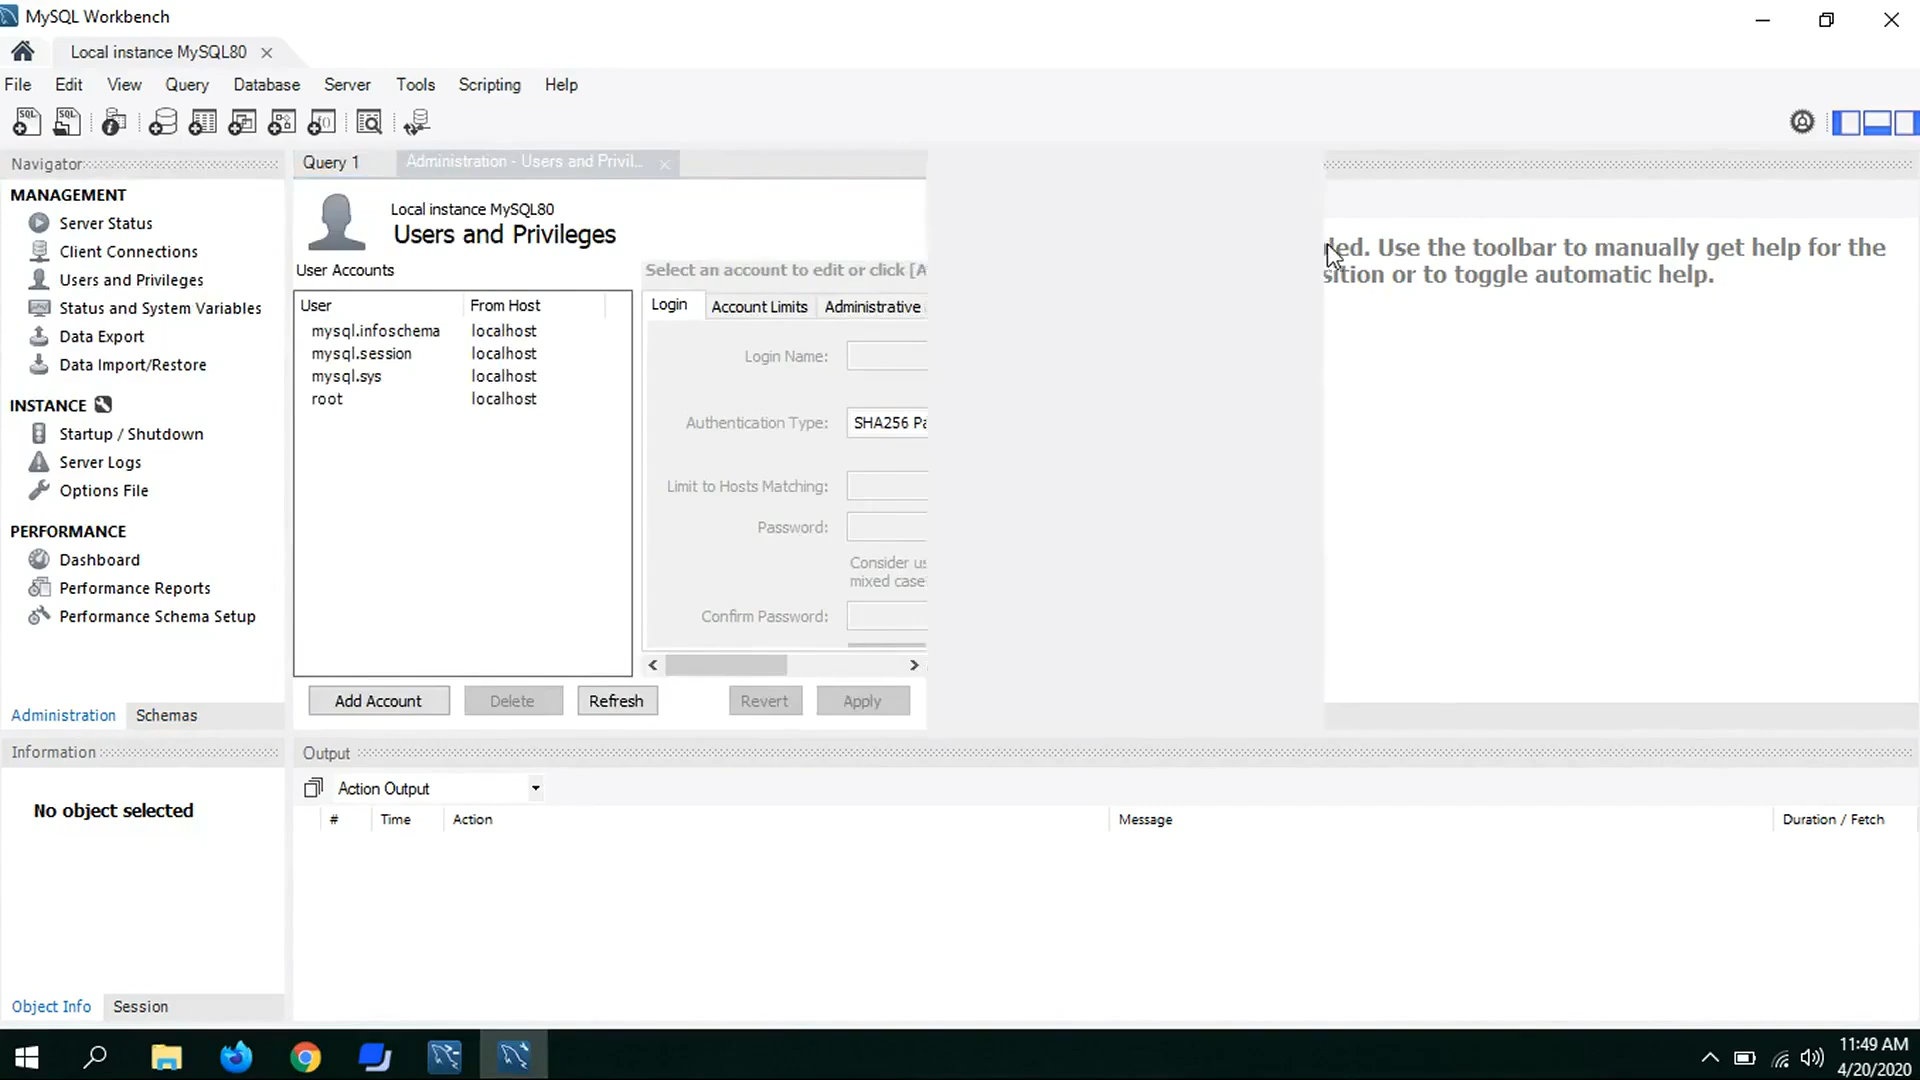 MySQL Workbench
Local instance MySQL80
File Edit View Query Database Server Tools Scripting Help
Navigator
MANAGEMENT
Server Status
Client Connections
Users and Privileges
Status and System Variables
Data Export
Data Import/Restore
INSTANCE
Startup / Shutdown
Server Logs
Options File
PERFORMANCE
Dashboard
Performance Reports
Performance Schema Setup
Administration Schemas
Information
No object selected
Object Info Session
Query 1 Administration - Users and Privil...
Local instance MySQL80
Users and Privileges
User Accounts
User From Host
mysql.infoschema localhost
mysql.session localhost
mysql.sys localhost
root localhost
Add Account Delete Refresh
Select an account to edit or click [A
Login Account Limits Administrative
Login Name:
Authentication Type: SHA256 Pa
Limit to Hosts Matching:
Password:
Consider us
mixed case
Confirm Password:
Revert Apply
led. Use the toolbar to manually get help for the
sition or to toggle automatic help.
Output
Action Output
# Time Action Message Duration / Fetch
11:49 AM
4/20/2020